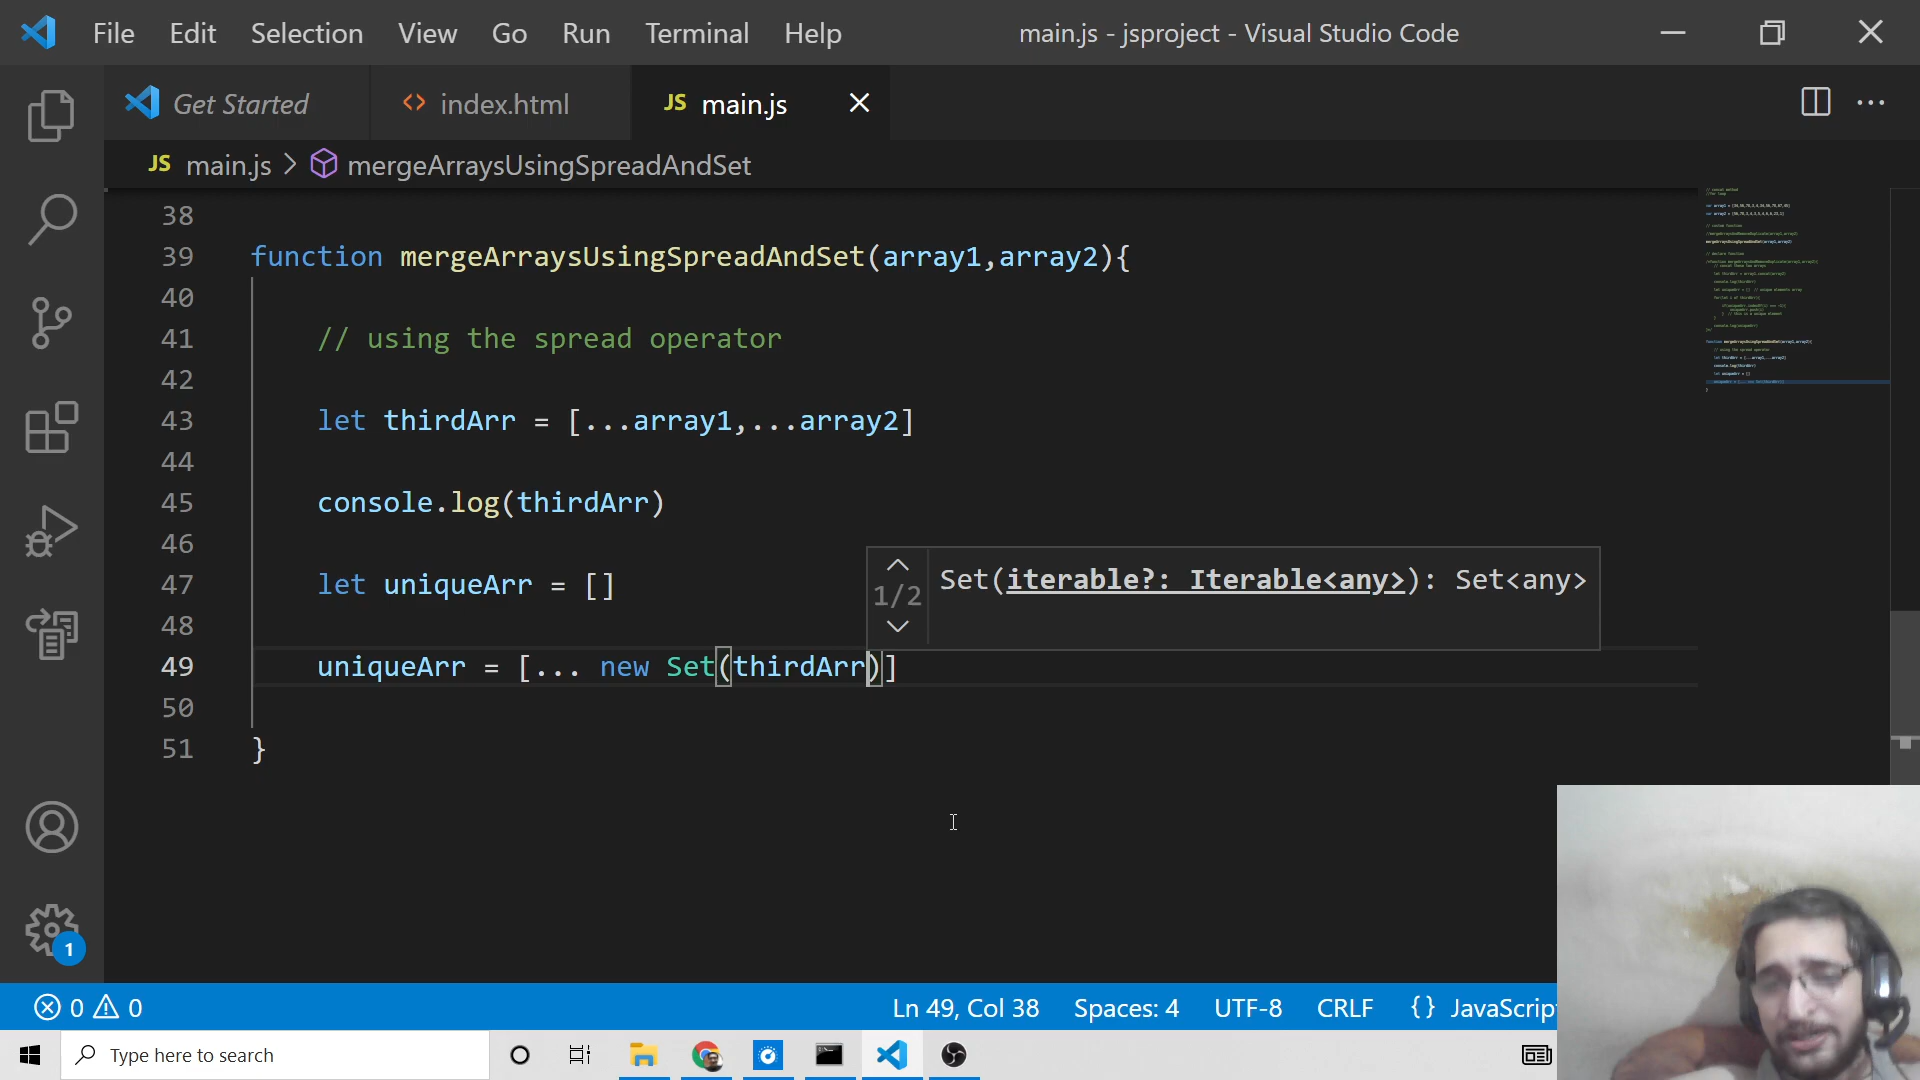 File Edit Selection View Go Run Terminal Help main.js - jsproject - Visual Studio Code
Get Started index.html JS main.js
JS main.js > mergeArraysUsingSpreadAndSet
38
39 function mergeArraysUsingSpreadAndSet(array1,array2){
40
41 // using the spread operator
42
43 let thirdArr = [...array1,...array2]
44
45 console.log(thirdArr)
46
47 let uniqueArr = []
1/2 Set(iterable?: Iterable<any>): Set<any>
48
49 uniqueArr = [... new Set(thirdArr)]
50
51 }
1
0 0 Ln 49, Col 38 Spaces: 4 UTF-8 CRLF {} JavaScrip
Type here to search